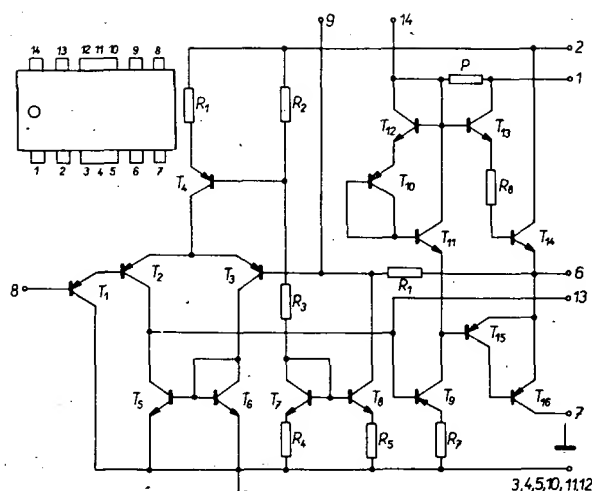 9 14
14 13 12 11 10 9 8
2
P 1
R1 R2
T12 T13
T4 T10 R8
1 2 3 4 5 6 7
T11 T14
T2 T3 R1 6
8 T1 R3 13
T15
T5 T6 T7 T8 T9 T16
R4 R5 R7 7
3,4,5,10,11,12